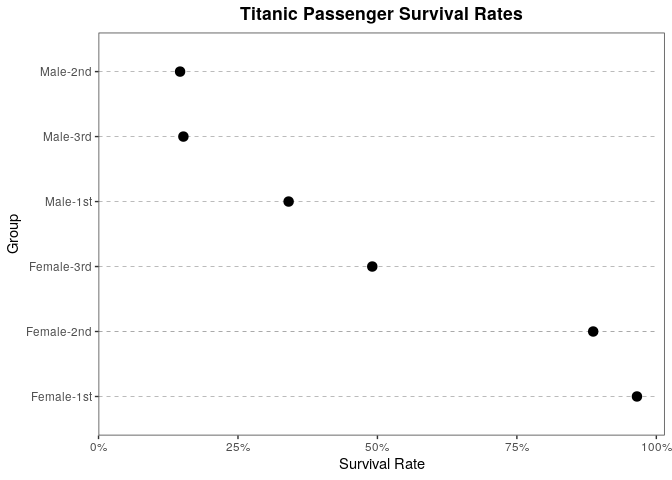 Titanic Passenger Survival Rates
Group
Male-2nd
Male-3rd
Male-1st
Female-3rd
Female-2nd
Female-1st
0% 25% 50% 75% 100%
Survival Rate